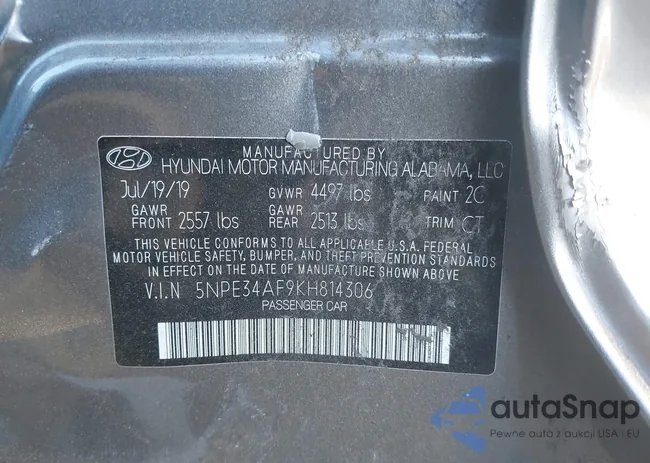 MANUFACTURED BY
HYUNDAI MOTOR MANUFACTURING ALABAMA, LLC
Jul/19/19 GVWR 4497 lbs PAINT 2C
GAWR FRONT 2557 lbs GAWR REAR 2513 lbs TRIM CT
THIS VEHICLE CONFORMS TO ALL APPLICABLE U.S.A. FEDERAL
MOTOR VEHICLE SAFETY, BUMPER, AND THEFT PREVENTION STANDARDS
IN EFFECT ON THE DATE OF MANUFACTURE SHOWN ABOVE
V.I.N 5NPE34AF9KH814306
PASSENGER CAR
autoSnap
Pewne auto z aukcji USA - EU